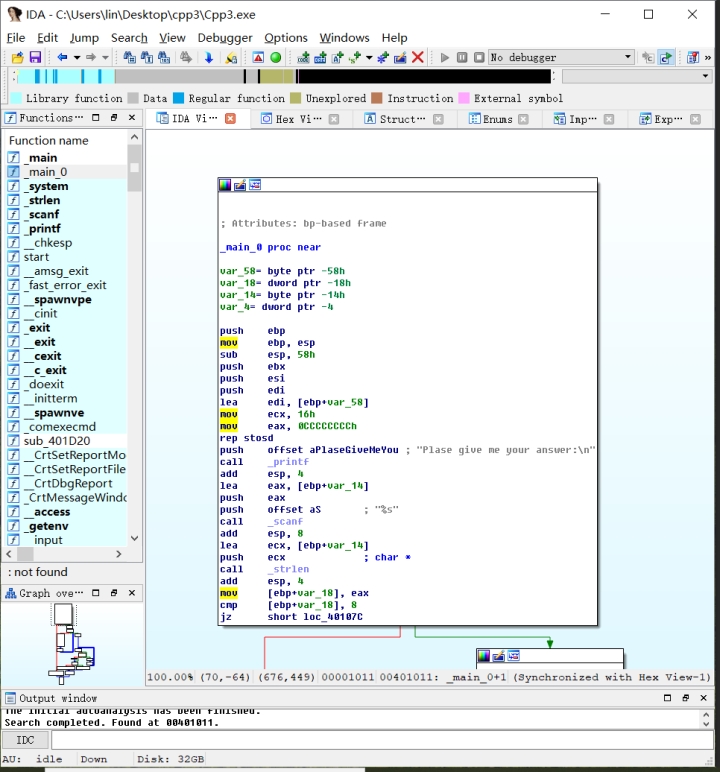 IDA - C:\Users\lin\Desktop\cpp3\Cpp3.exe
File Edit Jump Search View Debugger Options Windows Help
No debugger
Library function Data Regular function Unexplored Instruction External symbol
Functions··· IDA Vi··· Hex Vi··· Struct··· Enums Imp··· Exp···
Function name
_main
_main_0
_system
_strlen
_scanf
_printf
__chkesp
start
__amsg_exit
_fast_error_exit
__spawnvpe
__cinit
_exit
__exit
__cexit
__c_exit
_doexit
__initterm
__spawnve
_comexecmd
sub_401D20
__CrtSetReportMo
__CrtSetReportFile
__CrtDbgReport
_CrtMessageWindo
__access
_getenv
__input
: not found
Graph ove···
; Attributes: bp-based frame
_main_0 proc near
var_58= byte ptr -58h
var_18= dword ptr -18h
var_14= byte ptr -14h
var_4= dword ptr -4
push ebp
mov ebp, esp
sub esp, 58h
push ebx
push esi
push edi
lea edi, [ebp+var_58]
mov ecx, 16h
mov eax, 0CCCCCCCCh
rep stosd
push offset aPlaseGiveMeYou ; "Plase give me your answer:\n"
call _printf
add esp, 4
lea eax, [ebp+var_14]
push eax
push offset aS ; "%s"
call _scanf
add esp, 8
lea ecx, [ebp+var_14]
push ecx ; char *
call _strlen
add esp, 4
mov [ebp+var_18], eax
cmp [ebp+var_18], 8
jz short loc_40107C
100.00% (70,-64) (676,449) 00001011 00401011: _main_0+1 (Synchronized with Hex View-1)
Output window
The initial autoanalysis has been finished.
Search completed. Found at 00401011.
IDC
AU: idle Down Disk: 32GB